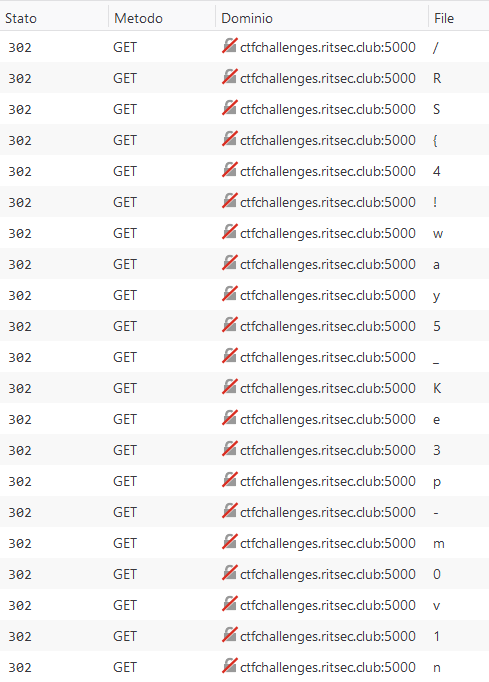 Stato Metodo Dominio File
302 GET ctfchallenges.ritsec.club:5000 /
302 GET ctfchallenges.ritsec.club:5000 R
302 GET ctfchallenges.ritsec.club:5000 S
302 GET ctfchallenges.ritsec.club:5000 {
302 GET ctfchallenges.ritsec.club:5000 4
302 GET ctfchallenges.ritsec.club:5000 !
302 GET ctfchallenges.ritsec.club:5000 w
302 GET ctfchallenges.ritsec.club:5000 a
302 GET ctfchallenges.ritsec.club:5000 y
302 GET ctfchallenges.ritsec.club:5000 5
302 GET ctfchallenges.ritsec.club:5000 _
302 GET ctfchallenges.ritsec.club:5000 K
302 GET ctfchallenges.ritsec.club:5000 e
302 GET ctfchallenges.ritsec.club:5000 3
302 GET ctfchallenges.ritsec.club:5000 p
302 GET ctfchallenges.ritsec.club:5000 -
302 GET ctfchallenges.ritsec.club:5000 m
302 GET ctfchallenges.ritsec.club:5000 0
302 GET ctfchallenges.ritsec.club:5000 v
302 GET ctfchallenges.ritsec.club:5000 1
302 GET ctfchallenges.ritsec.club:5000 n